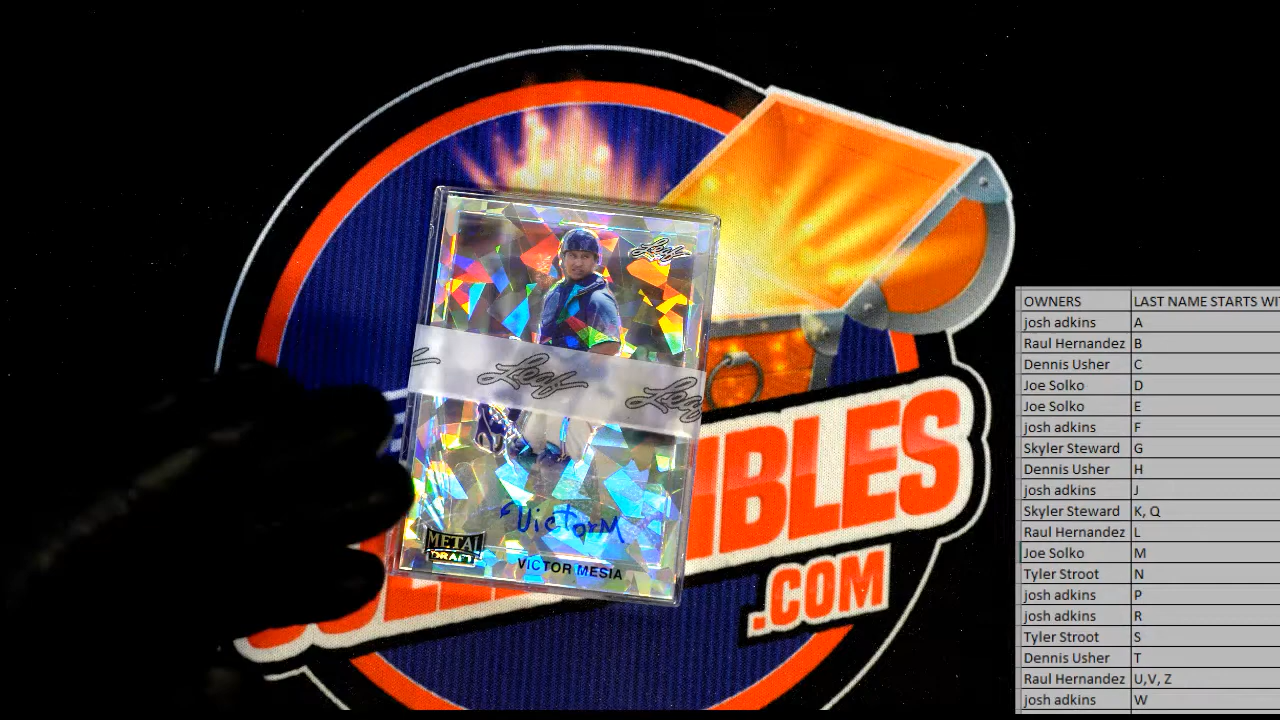 Leaf
Leaf
Leaf
"VictorM
METAL
DRAFT
VICTOR MESIA
IBLES
.COM
OWNERS LAST NAME STARTS WI
josh adkins A
Raul Hernandez B
Dennis Usher C
Joe Solko D
Joe Solko E
josh adkins F
Skyler Steward G
Dennis Usher H
josh adkins J
Skyler Steward K, Q
Raul Hernandez L
Joe Solko M
Tyler Stroot N
josh adkins P
josh adkins R
Tyler Stroot S
Dennis Usher T
Raul Hernandez U,V, Z
josh adkins W